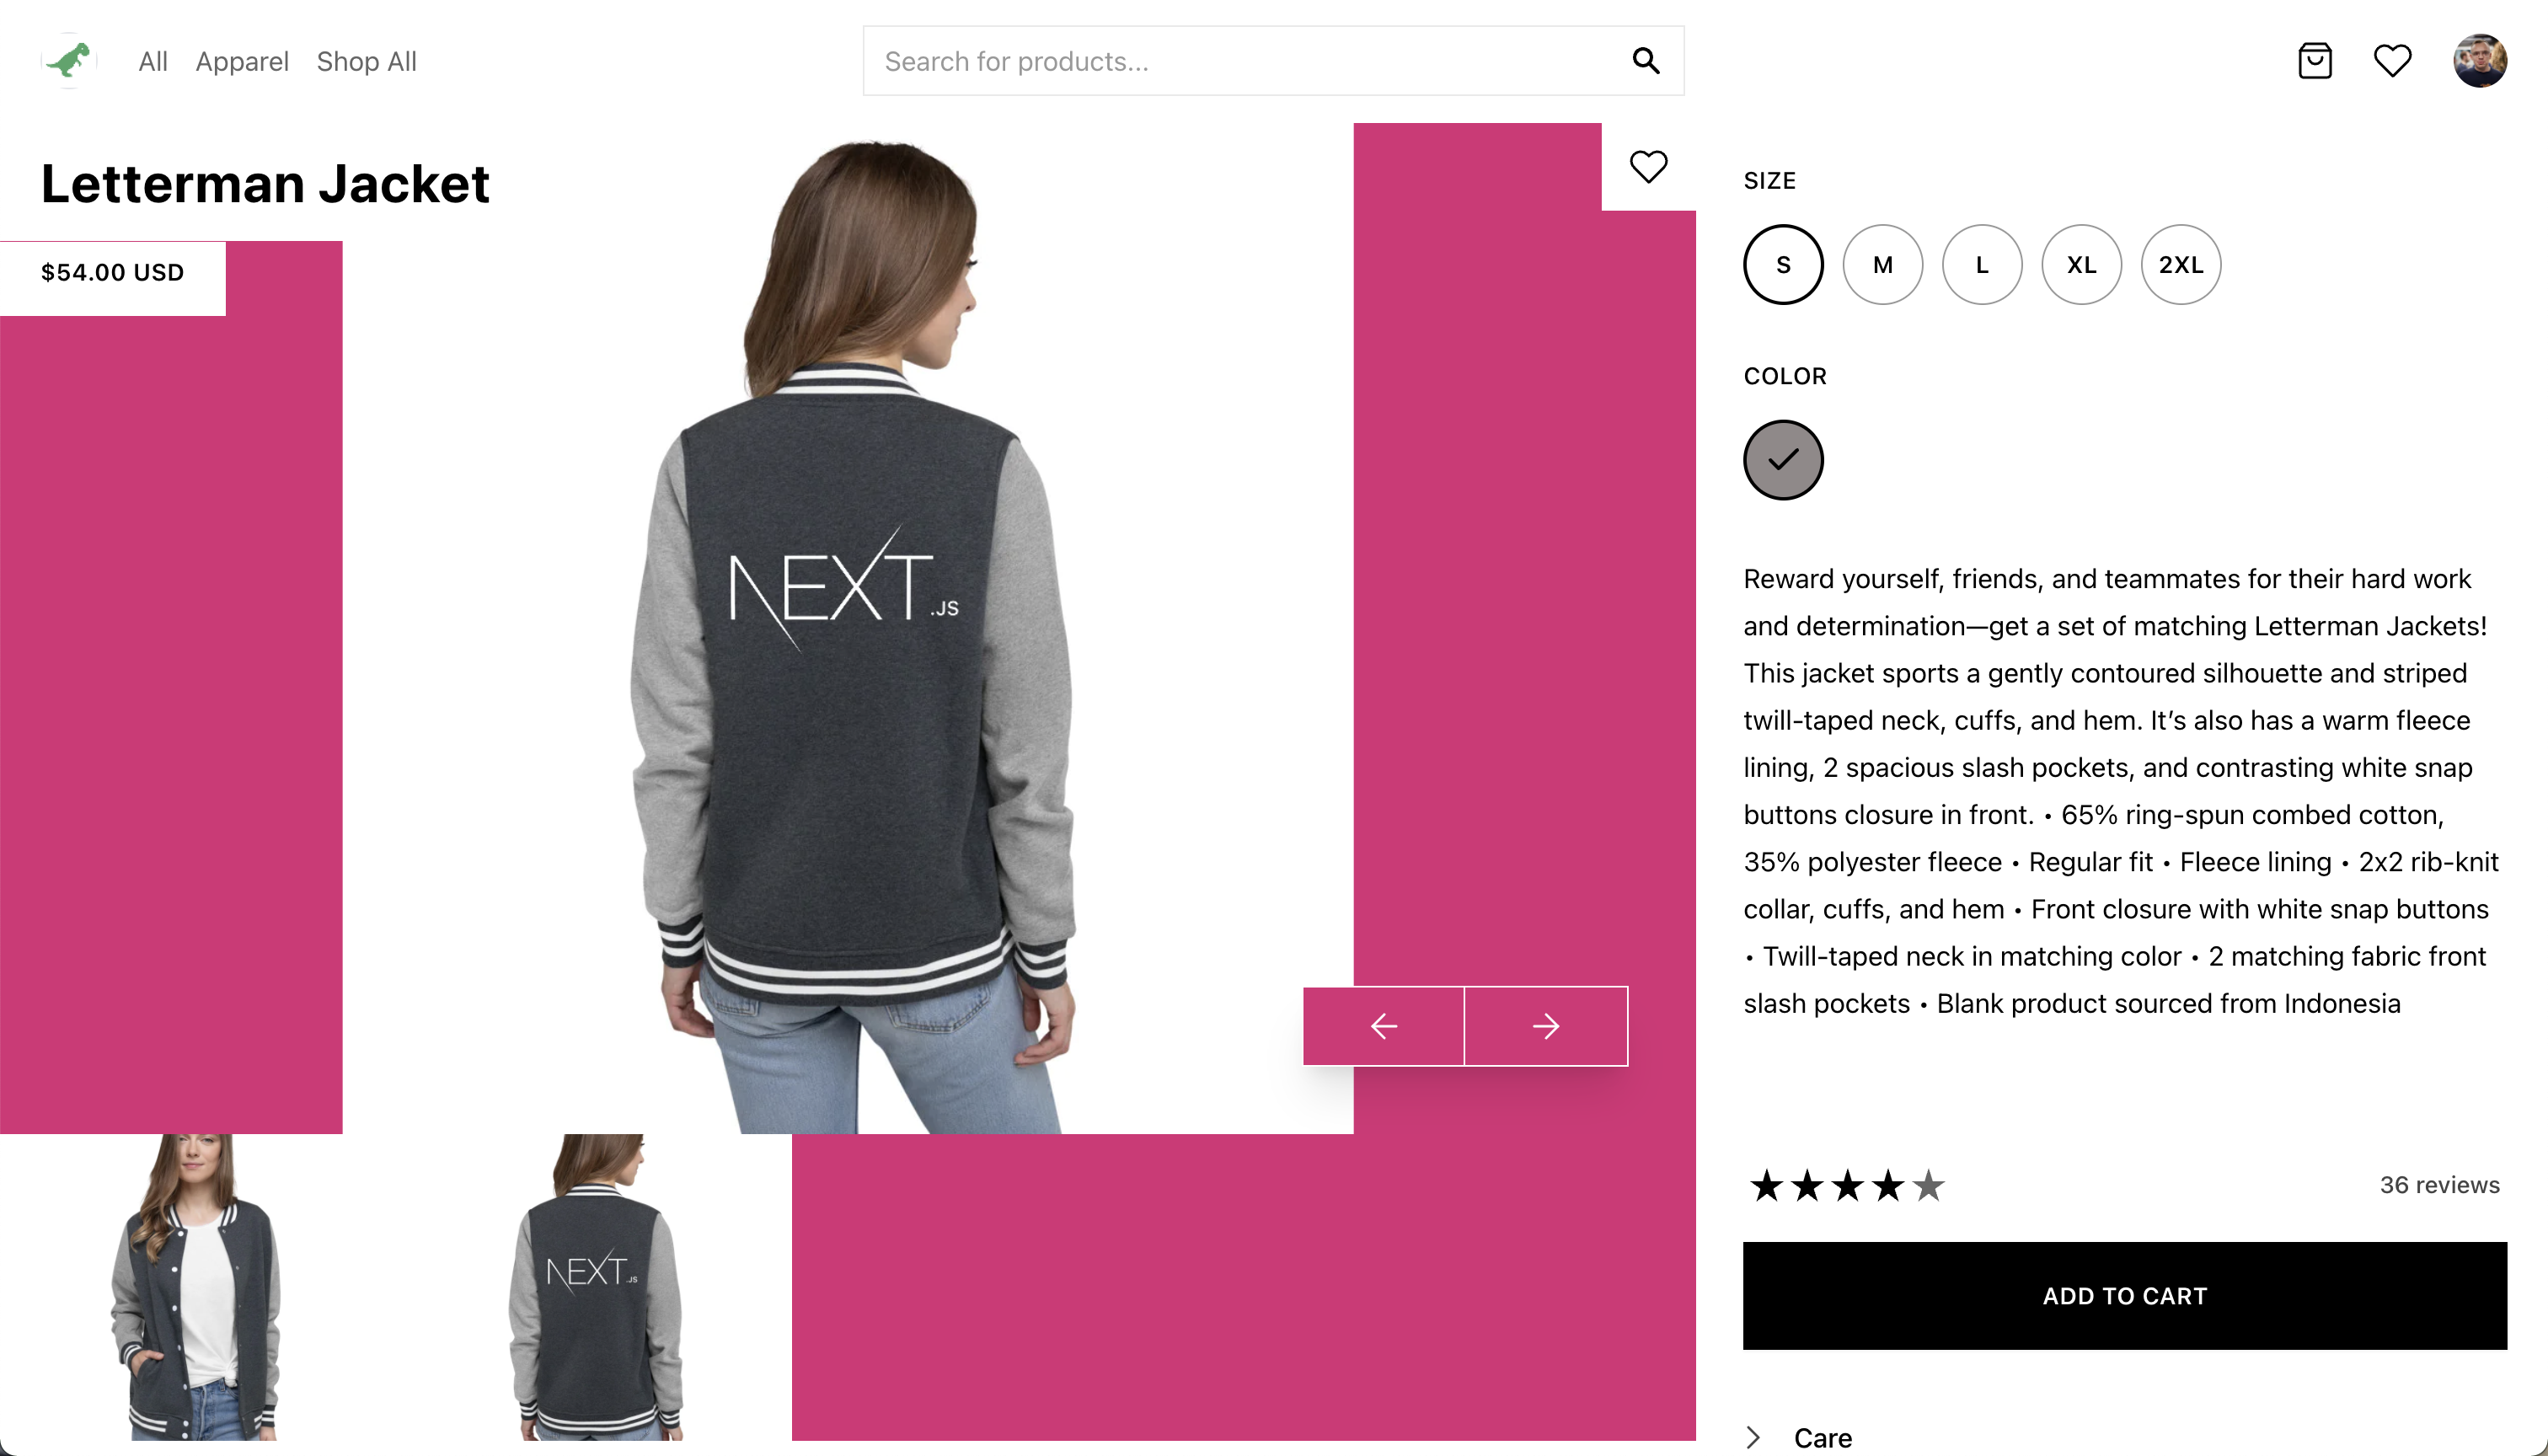 All Apparel Shop All
Search for products...
Letterman Jacket
$54.00 USD
NEXT.JS
NEXT.JS
SIZE
S M L XL 2XL
COLOR
Reward yourself, friends, and teammates for their hard work
and determination—get a set of matching Letterman Jackets!
This jacket sports a gently contoured silhouette and striped
twill-taped neck, cuffs, and hem. It’s also has a warm fleece
lining, 2 spacious slash pockets, and contrasting white snap
buttons closure in front. • 65% ring-spun combed cotton,
35% polyester fleece • Regular fit • Fleece lining • 2x2 rib-knit
collar, cuffs, and hem • Front closure with white snap buttons
• Twill-taped neck in matching color • 2 matching fabric front
slash pockets • Blank product sourced from Indonesia
36 reviews
ADD TO CART
Care